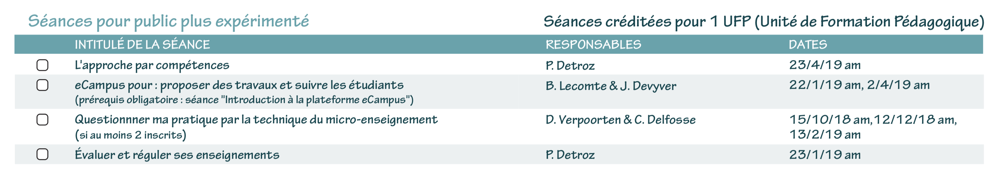 Séances pour public plus expérimenté
Séances créditées pour 1 UFP (Unité de Formation Pédagogique)
INTITULÉ DE LA SÉANCE RESPONSABLES DATES
L'approche par compétences P. Detroz 23/4/19 am
eCampus pour : proposer des travaux et suivre les étudiants B. Lecomte & J. Devyver 22/1/19 am, 2/4/19 am
(prérequis obligatoire : séance "Introduction à la plateforme eCampus")
Questionnner ma pratique par la technique du micro-enseignement D. Verpoorten & C. Delfosse 15/10/18 am,12/12/18 am,
(si au moins 2 inscrits) 13/2/19 am
Évaluer et réguler ses enseignements P. Detroz 23/1/19 am